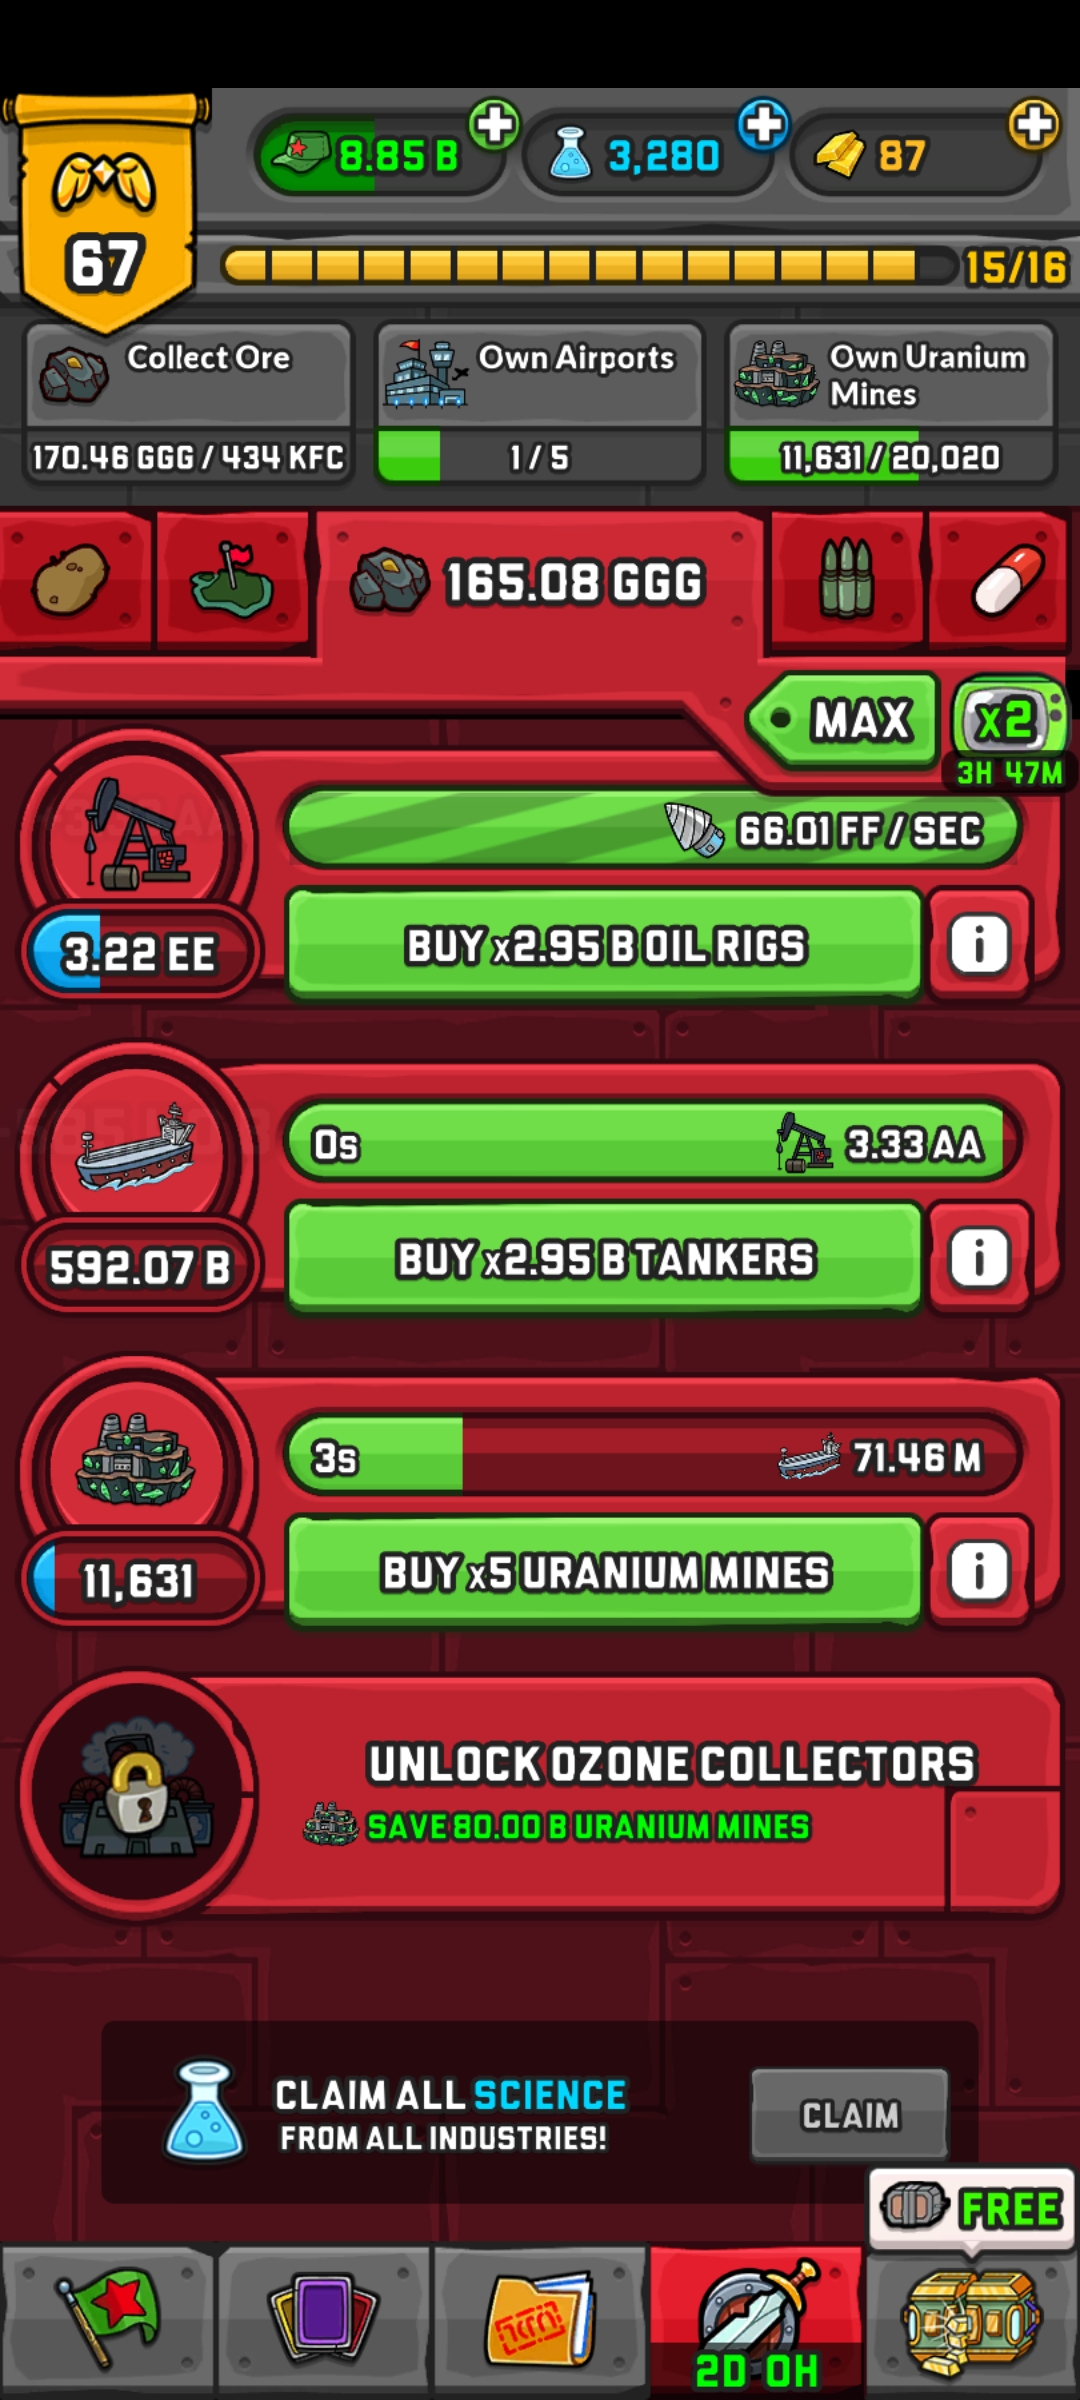 8.85 B
3,280
87
67
15/16
Collect Ore
170.46 GGG / 434 KFC
Own Airports
1 / 5
Own Uranium
Mines
11,631 / 20,020
165.08 GGG
MAX
x2
3H 47M
66.01 FF / SEC
3.22 EE
BUY x2.95 B OIL RIGS
i
0s
3.33 AA
592.07 B
BUY x2.95 B TANKERS
i
3s
71.46 M
11,631
BUY x5 URANIUM MINES
i
UNLOCK OZONE COLLECTORS
SAVE 80.00 B URANIUM MINES
CLAIM ALL SCIENCE
FROM ALL INDUSTRIES!
CLAIM
FREE
2D 0H